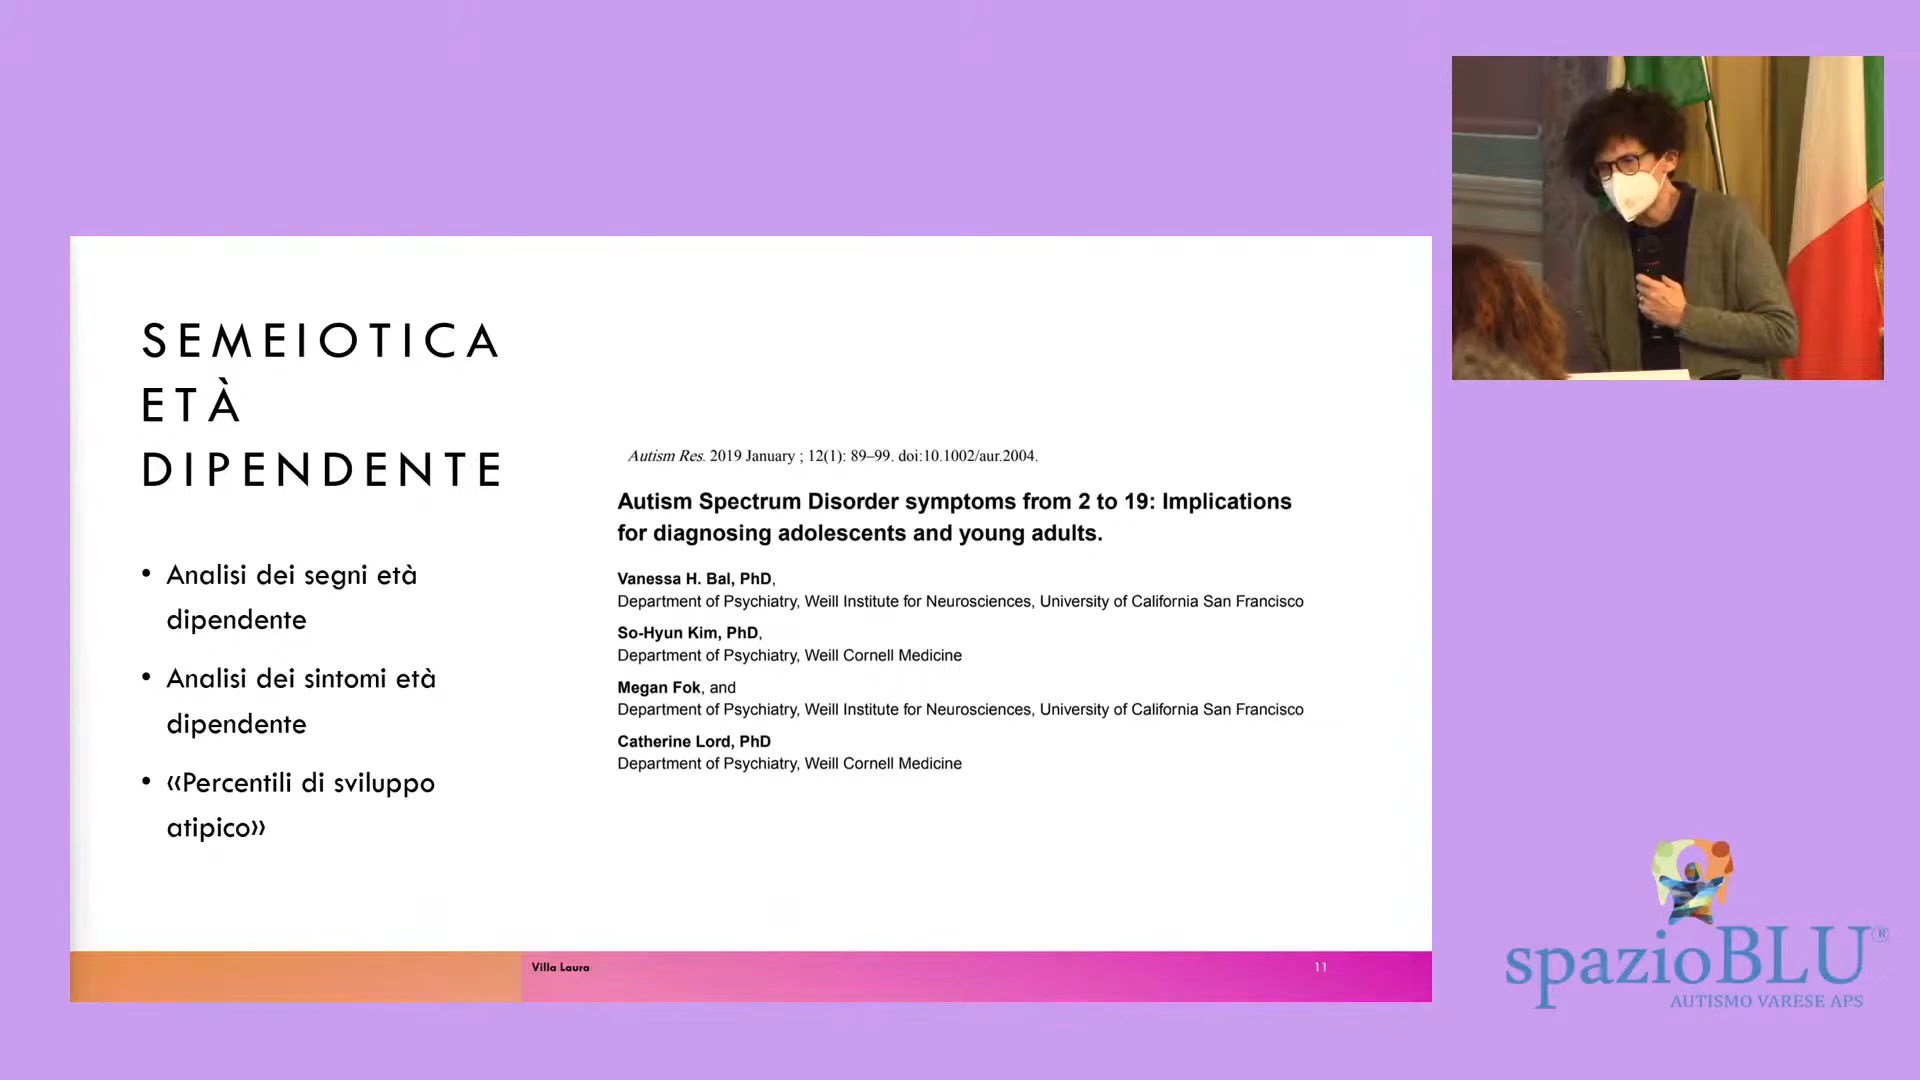 SEMEIOTICA
ETÀ
DIPENDENTE
• Analisi dei segni età
dipendente
• Analisi dei sintomi età
dipendente
• «Percentili di sviluppo
atipico»
Autism Res. 2019 January ; 12(1): 89–99. doi:10.1002/aur.2004.
Autism Spectrum Disorder symptoms from 2 to 19: Implications
for diagnosing adolescents and young adults.
Vanessa H. Bal, PhD,
Department of Psychiatry, Weill Institute for Neurosciences, University of California San Francisco
So-Hyun Kim, PhD,
Department of Psychiatry, Weill Cornell Medicine
Megan Fok, and
Department of Psychiatry, Weill Institute for Neurosciences, University of California San Francisco
Catherine Lord, PhD
Department of Psychiatry, Weill Cornell Medicine
Villa Laura
11
spazioBLU®
AUTISMO VARESE APS